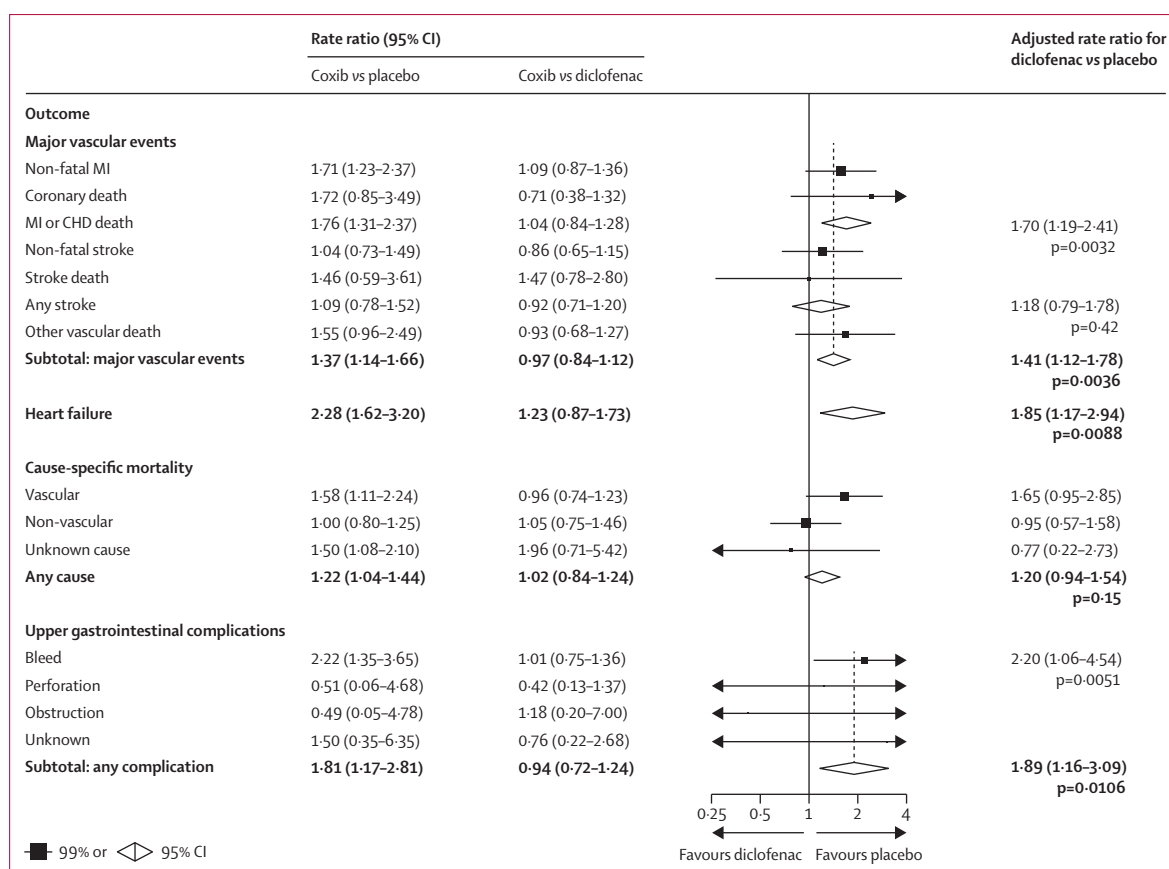 Rate ratio (95% CI)
Adjusted rate ratio for
diclofenac vs placebo
Coxib vs placebo Coxib vs diclofenac
Outcome
Major vascular events
Non-fatal MI 1·71 (1·23–2·37) 1·09 (0·87–1·36)
Coronary death 1·72 (0·85–3·49) 0·71 (0·38–1·32)
MI or CHD death 1·76 (1·31–2·37) 1·04 (0·84–1·28) 1·70 (1·19–2·41)
p=0·0032
Non-fatal stroke 1·04 (0·73–1·49) 0·86 (0·65–1·15)
Stroke death 1·46 (0·59–3·61) 1·47 (0·78–2·80)
Any stroke 1·09 (0·78–1·52) 0·92 (0·71–1·20) 1·18 (0·79–1·78)
p=0·42
Other vascular death 1·55 (0·96–2·49) 0·93 (0·68–1·27)
Subtotal: major vascular events 1·37 (1·14–1·66) 0·97 (0·84–1·12) 1·41 (1·12–1·78)
p=0·0036
Heart failure 2·28 (1·62–3·20) 1·23 (0·87–1·73) 1·85 (1·17–2·94)
p=0·0088
Cause-specific mortality
Vascular 1·58 (1·11–2·24) 0·96 (0·74–1·23) 1·65 (0·95–2·85)
Non-vascular 1·00 (0·80–1·25) 1·05 (0·75–1·46) 0·95 (0·57–1·58)
Unknown cause 1·50 (1·08–2·10) 1·96 (0·71–5·42) 0·77 (0·22–2·73)
Any cause 1·22 (1·04–1·44) 1·02 (0·84–1·24) 1·20 (0·94–1·54)
p=0·15
Upper gastrointestinal complications
Bleed 2·22 (1·35–3·65) 1·01 (0·75–1·36) 2·20 (1·06–4·54)
p=0·0051
Perforation 0·51 (0·06–4·68) 0·42 (0·13–1·37)
Obstruction 0·49 (0·05–4·78) 1·18 (0·20–7·00)
Unknown 1·50 (0·35–6·35) 0·76 (0·22–2·68)
Subtotal: any complication 1·81 (1·17–2·81) 0·94 (0·72–1·24) 1·89 (1·16–3·09)
p=0·0106
0·25 0·5 1 2 4
99% or 95% CI
Favours diclofenac Favours placebo